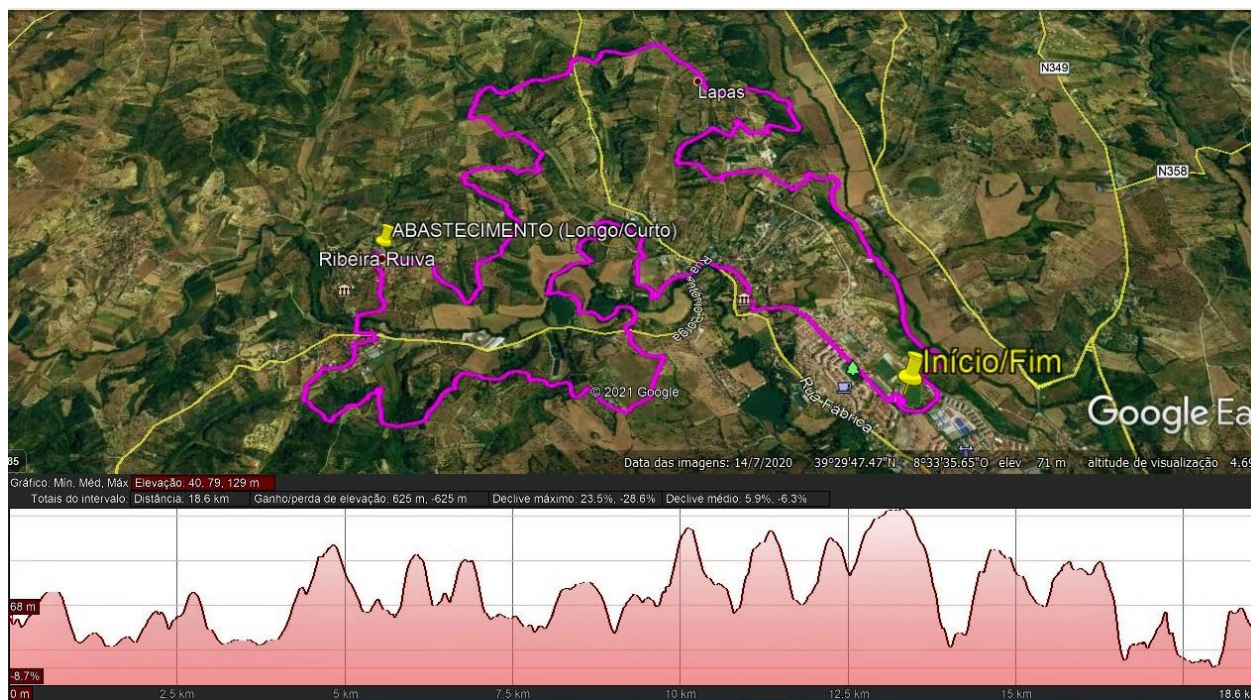 N349
Lapas
N358
ABASTECIMENTO (Longo/Curto)
Ribeira Ruiva
Rua António Borga
Início/Fim
Rua Fábrica
© 2021 Google
Google Ea
85
Data das imagens: 14/7/2020 39°29'47.47"N 8°33'35.65"O elev 71 m altitude de visualização 4.69
Gráfico: Mín. Méd, Máx Elevação: 40, 79, 129 m
Totais do intervalo: Distância: 18.6 km Ganho/perda de elevação: 625 m, -625 m Declive máximo: 23.5%, -28.6% Declive médio: 5.9%, -6.3%
68 m
-8.7%
0 m 2.5 km 5 km 7.5 km 10 km 12.5 km 15 km 18.6 k